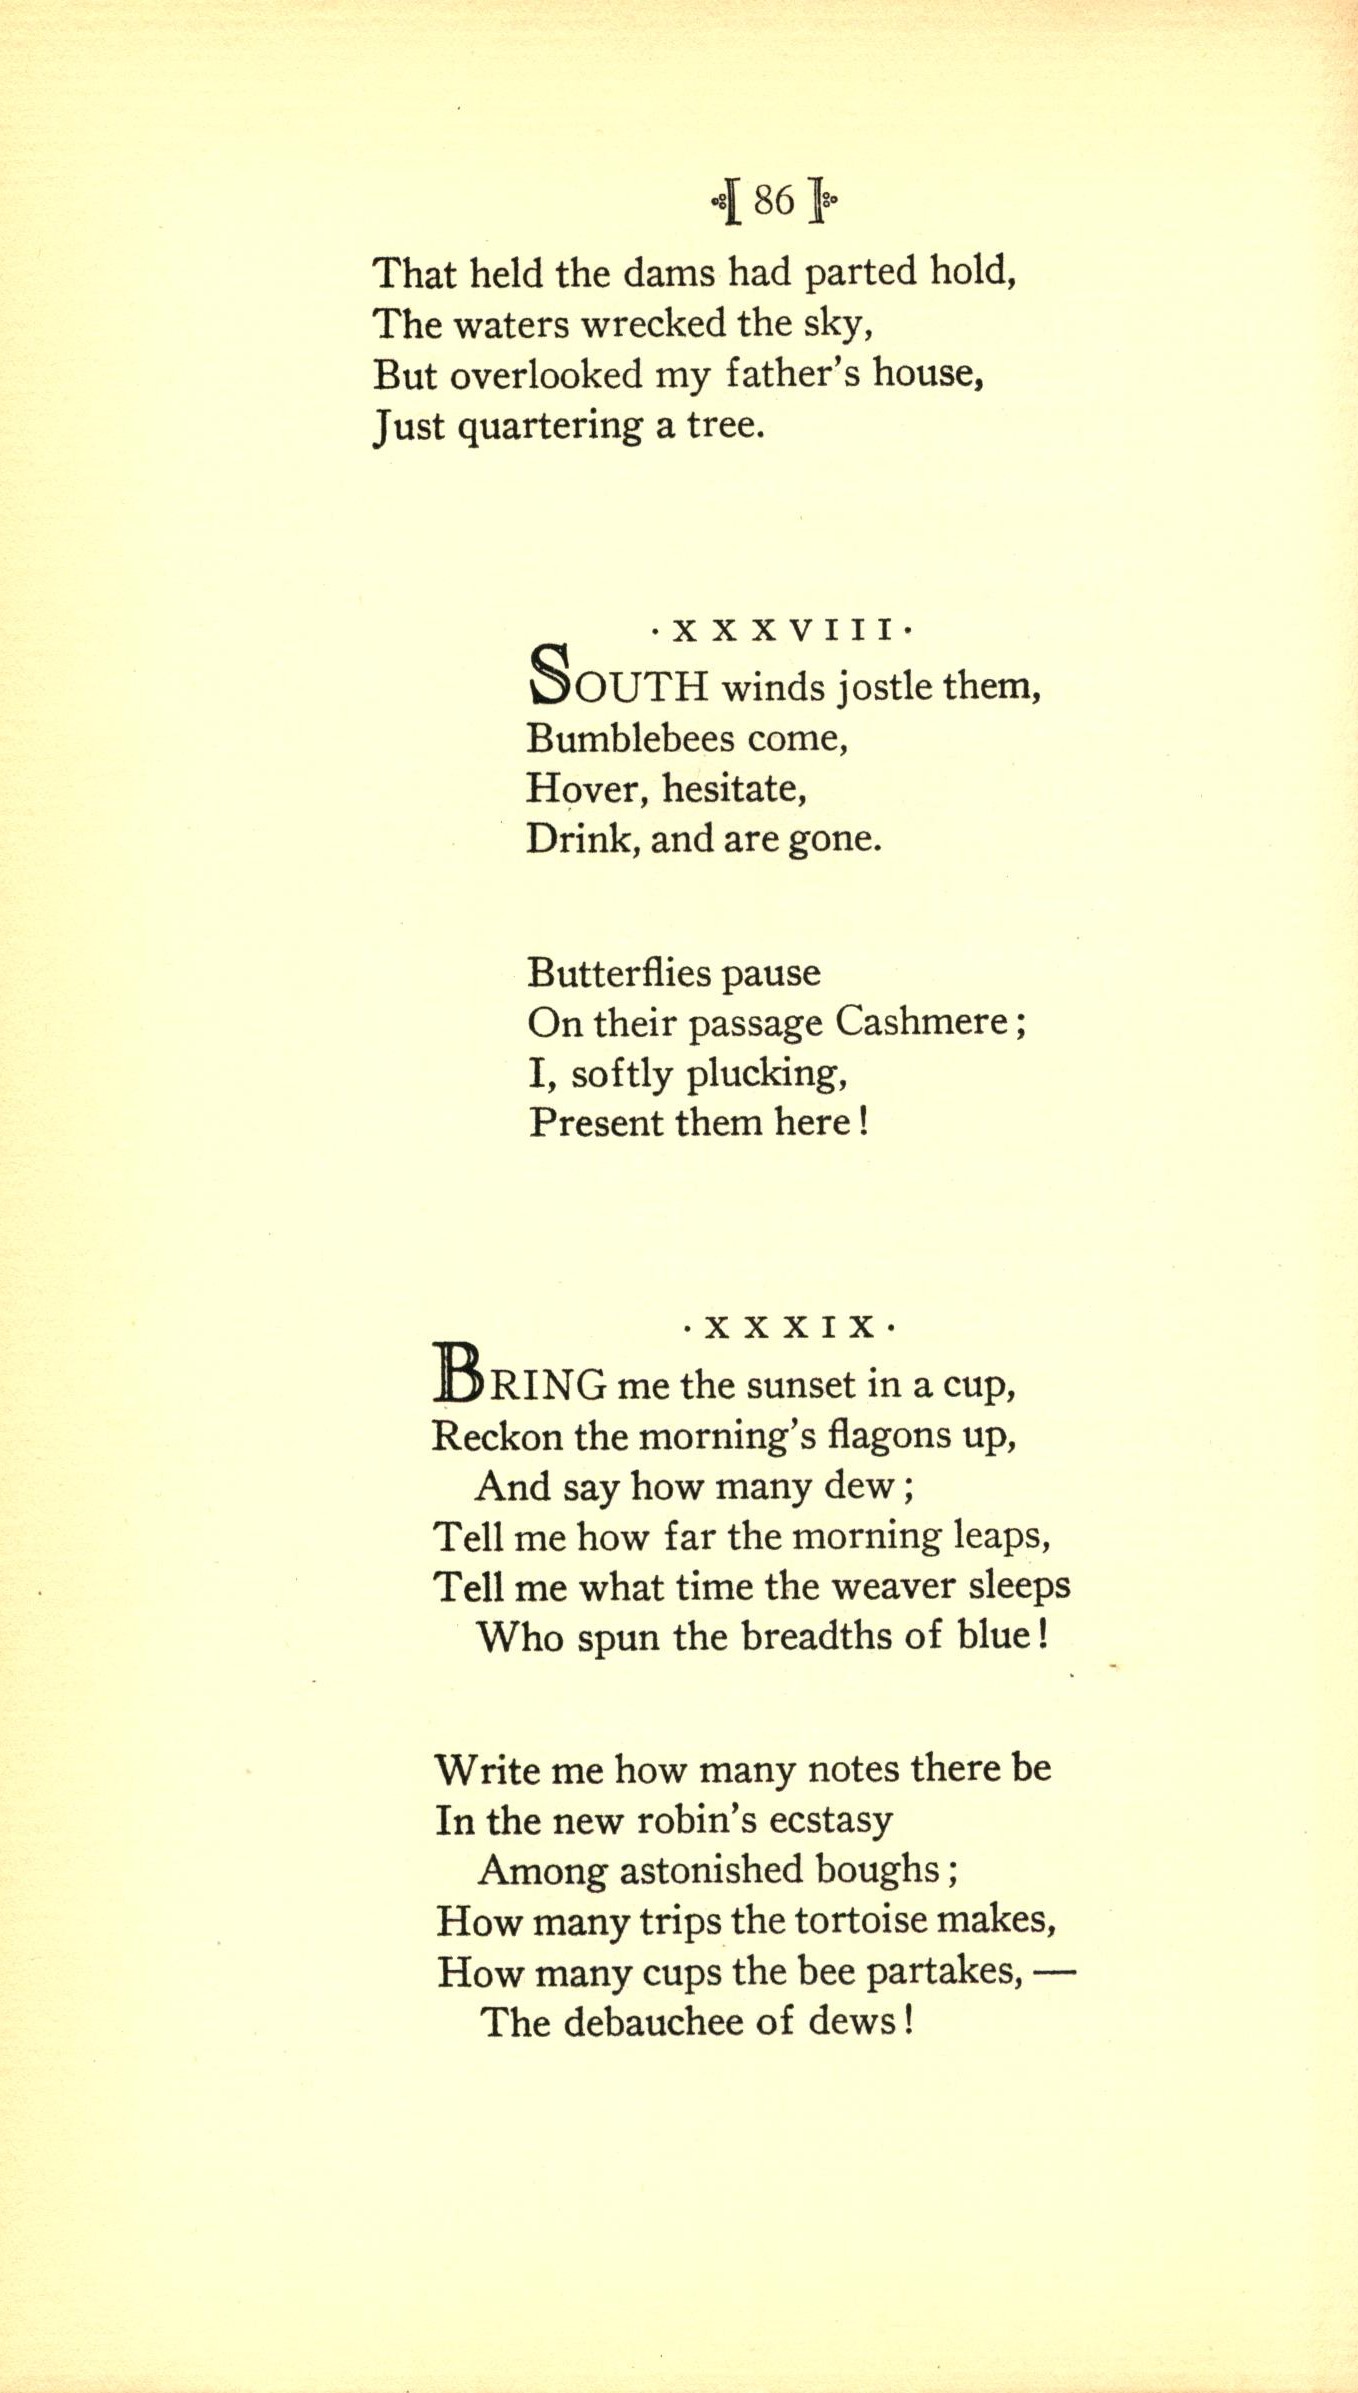 86
That held the dams had parted hold,
The waters wrecked the sky,
But overlooked my father's house,
Just quartering a tree.
·XXXVIII·
SOUTH winds jostle them,
Bumblebees come,
Hover, hesitate,
Drink, and are gone.
Butterflies pause
On their passage Cashmere;
I, softly plucking,
Present them here!
·XXXIX·
BRING me the sunset in a cup,
Reckon the morning's flagons up,
And say how many dew;
Tell me how far the morning leaps,
Tell me what time the weaver sleeps
Who spun the breadths of blue!
Write me how many notes there be
In the new robin's ecstasy
Among astonished boughs;
How many trips the tortoise makes,
How many cups the bee partakes, —
The debauchee of dews!